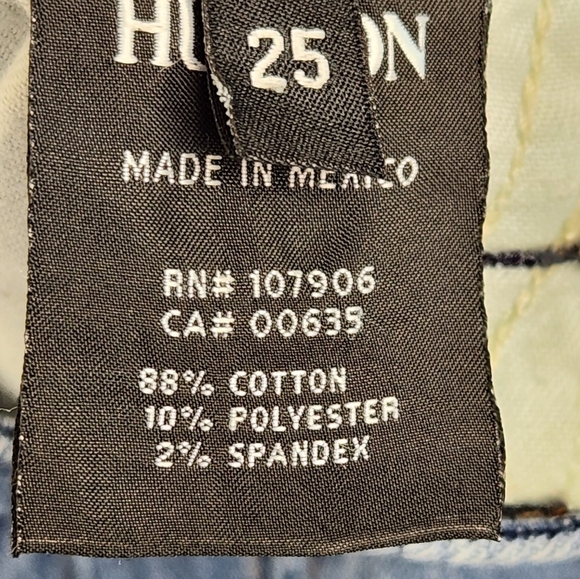 25
MADE IN MEXICO
RN# 107906
CA# 00635
88% COTTON
10% POLYESTER
2% SPANDEX